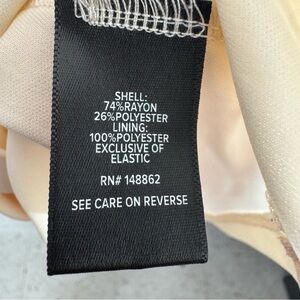 SHELL:
74%RAYON
26%POLYESTER
LINING:
100%POLYESTER
EXCLUSIVE OF
ELASTIC
RN# 148862
SEE CARE ON REVERSE